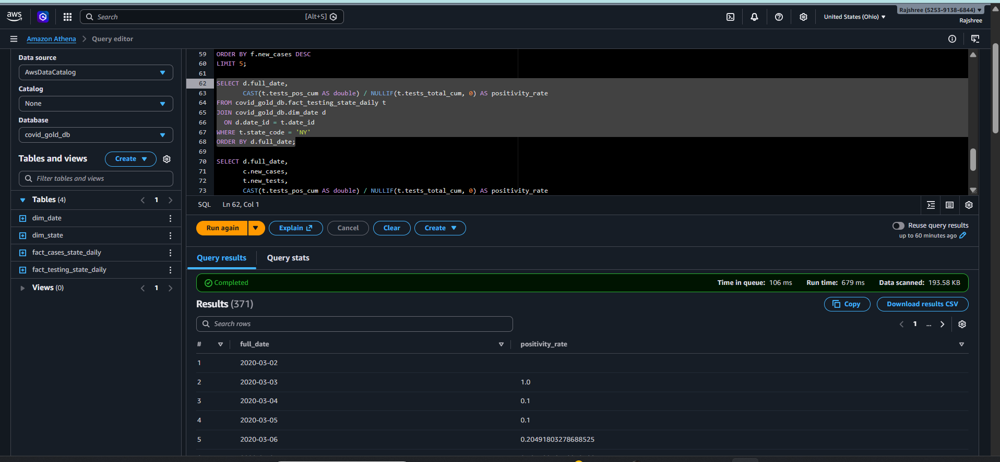 aws
Search
[Alt+S]
United States (Ohio)
Rajshree (5253-9138-6844)
Rajshree
Amazon Athena
Query editor
Data source
AwsDataCatalog
Catalog
None
Database
covid_gold_db
Tables and views
Create
Filter tables and views
Tables (4)
1
dim_date
dim_state
fact_cases_state_daily
fact_testing_state_daily
Views (0)
1
59 ORDER BY f.new_cases DESC
60 LIMIT 5;
61
62 SELECT d.full_date,
63 CAST(t.tests_pos_cum AS double) / NULLIF(t.tests_total_cum, 0) AS positivity_rate
64 FROM covid_gold_db.fact_testing_state_daily t
65 JOIN covid_gold_db.dim_date d
66 ON d.date_id = t.date_id
67 WHERE t.state_code = 'NY'
68 ORDER BY d.full_date;
69
70 SELECT d.full_date,
71 c.new_cases,
72 t.new_tests,
73 CAST(t.tests_pos_cum AS double) / NULLIF(t.tests_total_cum, 0) AS positivity_rate
SQL
Ln 62, Col 1
Run again
Explain
Cancel
Clear
Create
Reuse query results
up to 60 minutes ago
Query results
Query stats
Completed
Time in queue: 106 ms
Run time: 679 ms
Data scanned: 193.58 KB
Results (371)
Copy
Download results CSV
Search rows
1 ...
# full_date positivity_rate
1 2020-03-02
2 2020-03-03 1.0
3 2020-03-04 0.1
4 2020-03-05 0.1
5 2020-03-06 0.20491803278688525